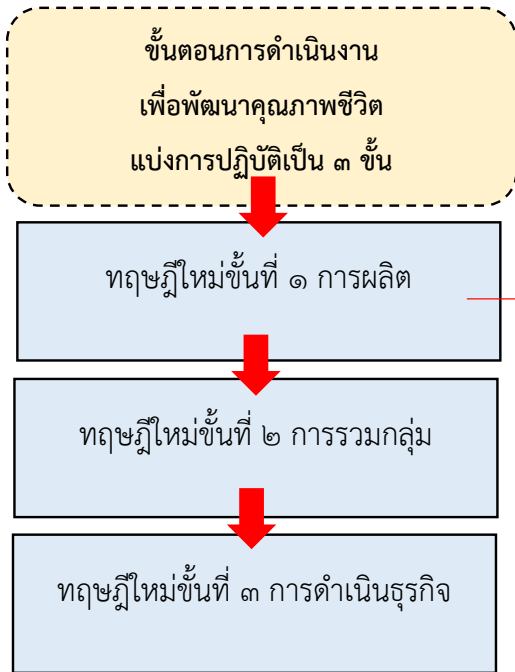 ขั้นตอนการดำเนินงาน
เพื่อพัฒนาคุณภาพชีวิต
แบ่งการปฏิบัติเป็น ๓ ขั้น
ทฤษฎีใหม่ขั้นที่ ๑ การผลิต
ทฤษฎีใหม่ขั้นที่ ๒ การรวมกลุ่ม
ทฤษฎีใหม่ขั้นที่ ๓ การดำเนินธุรกิจ